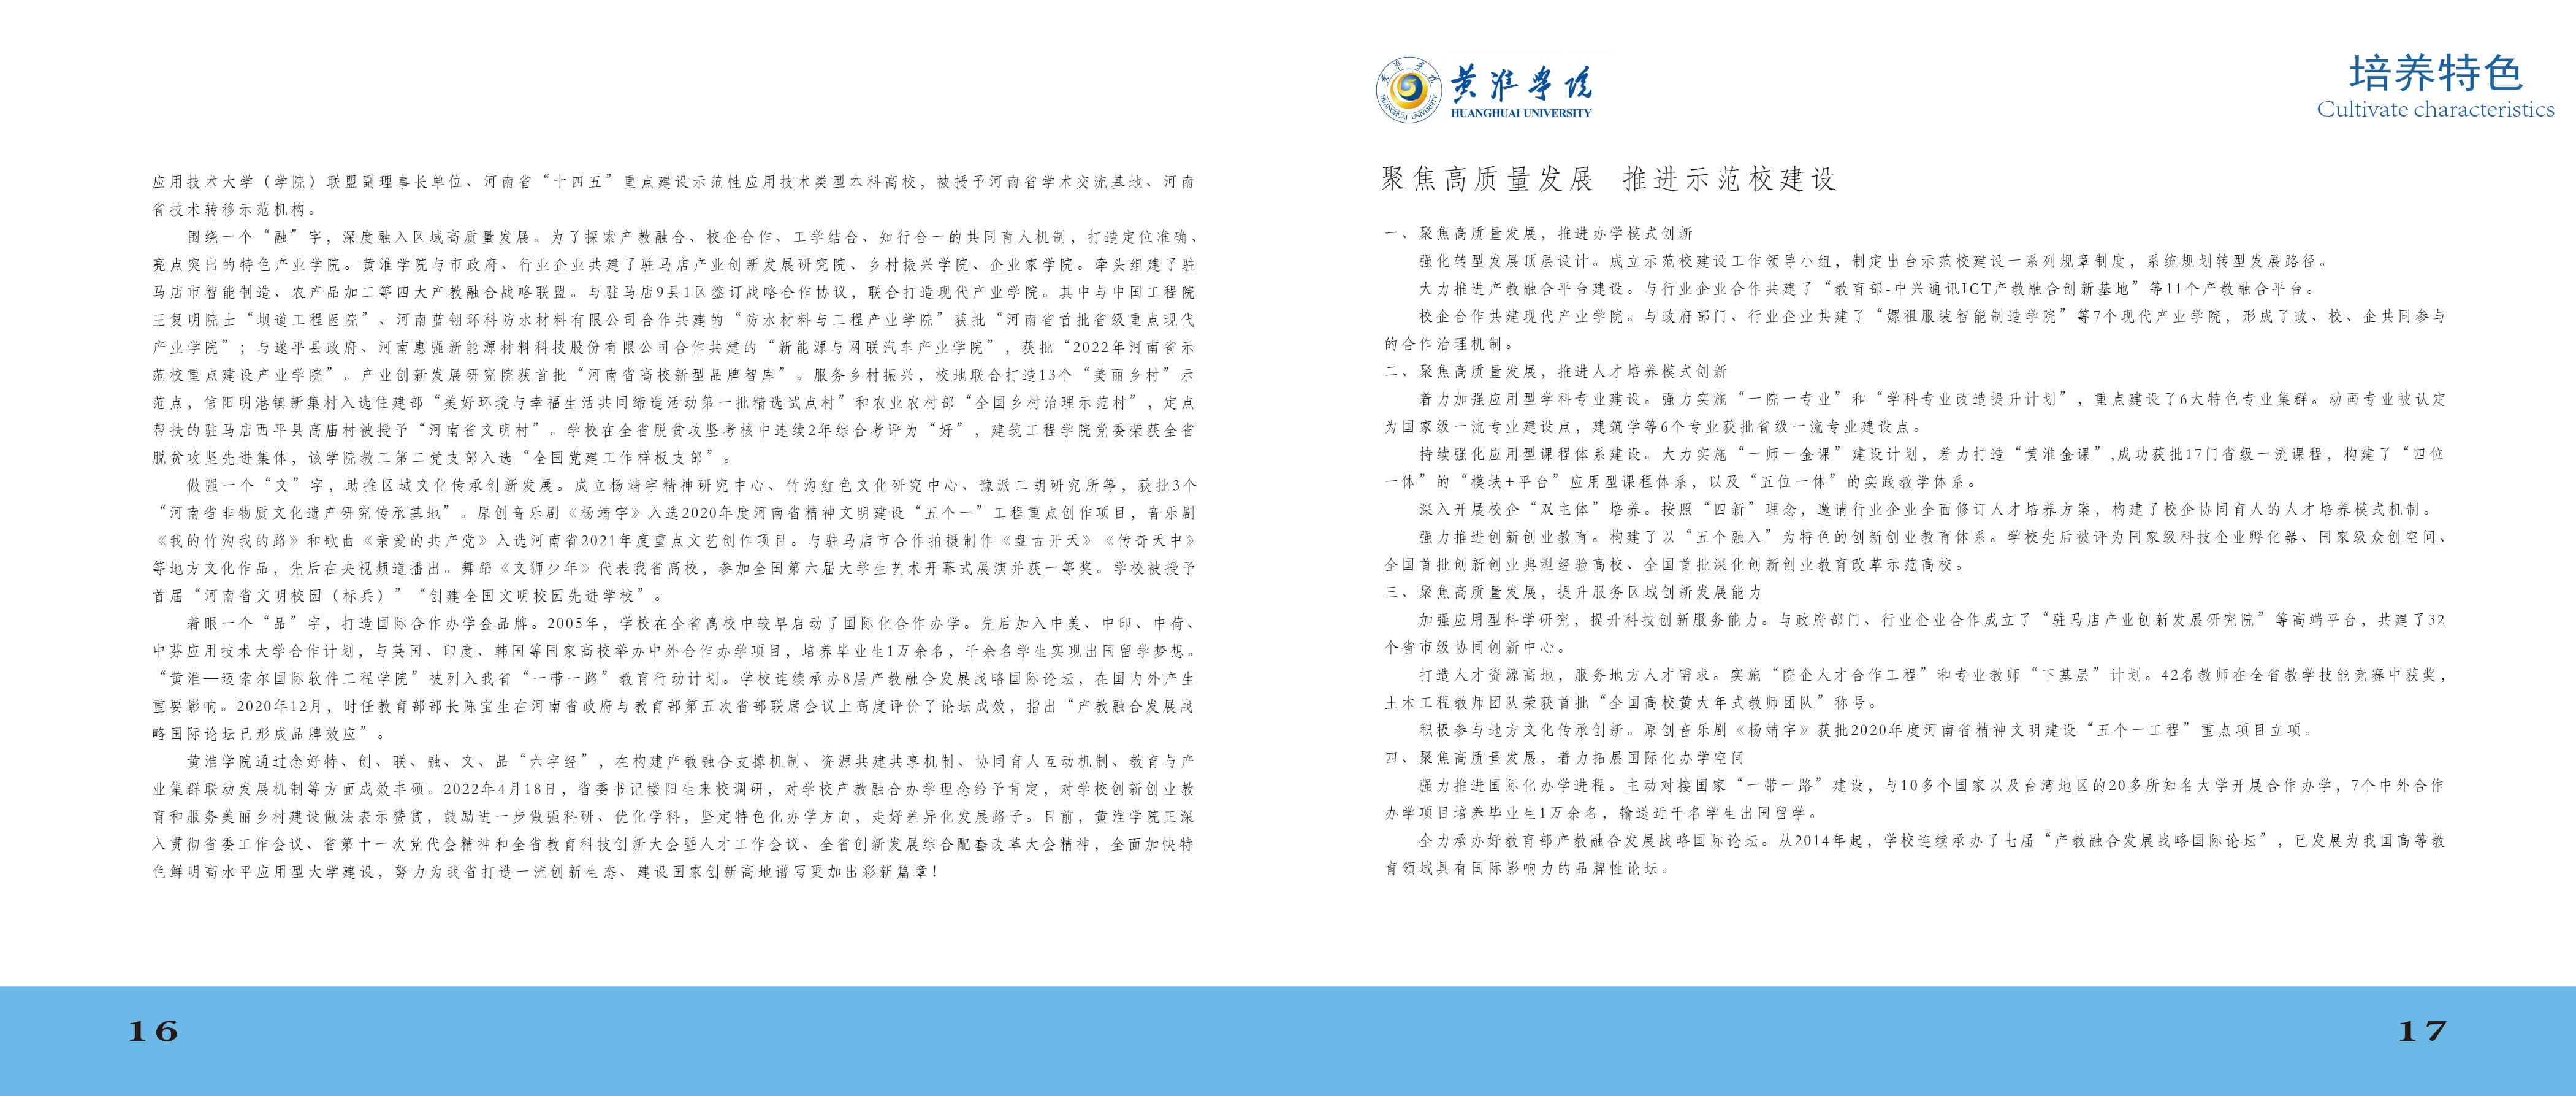 应用技术大学（学院）联盟副理事长单位、河南省“十四五”重点建设示范性应用技术类型本科高校，被授予河南省学术交流基地、河南
省技术转移示范机构。
围绕一个“融”字，深度融入区域高质量发展。为了探索产教融合、校企合作、工学结合、知行合一的共同育人机制，打造定位准确、
亮点突出的特色产业学院。黄淮学院与市政府、行业企业共建了驻马店产业创新发展研究院、乡村振兴学院、企业家学院。牵头组建了驻
马店市智能制造、农产品加工等四大产教融合战略联盟。与驻马店9县1区签订战略合作协议，联合打造现代产业学院。其中与中国工程院
王复明院士“坝道工程医院”、河南蓝翎环科防水材料有限公司合作共建的“防水材料与工程产业学院”获批“河南省首批省级重点现代
产业学院”；与遂平县政府、河南惠强新能源材料科技股份有限公司合作共建的“新能源与网联汽车产业学院”，获批“2022年河南省示
范校重点建设产业学院”。产业创新发展研究院获首批“河南省高校新型品牌智库”。服务乡村振兴，校地联合打造13个“美丽乡村”示
范点，信阳明港镇新集村入选住建部“美好环境与幸福生活共同缔造活动第一批精选试点村”和农业农村部“全国乡村治理示范村”，定点
帮扶的驻马店西平县高庙村被授予“河南省文明村”。学校在全省脱贫攻坚考核中连续2年综合考评为“好”，建筑工程学院党委荣获全省
脱贫攻坚先进集体，该学院教工第二党支部入选“全国党建工作样板支部”。
做强一个“文”字，助推区域文化传承创新发展。成立杨靖宇精神研究中心、竹沟红色文化研究中心、豫派二胡研究所等，获批3个
“河南省非物质文化遗产研究传承基地”。原创音乐剧《杨靖宇》入选2020年度河南省精神文明建设“五个一”工程重点创作项目，音乐剧
《我的竹沟我的路》和歌曲《亲爱的共产党》入选河南省2021年度重点文艺创作项目。与驻马店市合作拍摄制作《盘古开天》《传奇天中》
等地方文化作品，先后在央视频道播出。舞蹈《文狮少年》代表我省高校，参加全国第六届大学生艺术开幕式展演并获一等奖。学校被授予
首届“河南省文明校园（标兵）”“创建全国文明校园先进学校”。
着眼一个“品”字，打造国际合作办学金品牌。2005年，学校在全省高校中较早启动了国际化合作办学。先后加入中美、中印、中荷、
中芬应用技术大学合作计划，与英国、印度、韩国等国家高校举办中外合作办学项目，培养毕业生1万余名，千余名学生实现出国留学梦想。
“黄淮—迈索尔国际软件工程学院”被列入我省“一带一路”教育行动计划。学校连续承办8届产教融合发展战略国际论坛，在国内外产生
重要影响。2020年12月，时任教育部部长陈宝生在河南省政府与教育部第五次省部联席会议上高度评价了论坛成效，指出“产教融合发展战
略国际论坛已形成品牌效应”。
黄淮学院通过念好特、创、联、融、文、品“六字经”，在构建产教融合支撑机制、资源共建共享机制、协同育人互动机制、教育与产
业集群联动发展机制等方面成效丰硕。2022年4月18日，省委书记楼阳生来校调研，对学校产教融合办学理念给予肯定，对学校创新创业教
育和服务美丽乡村建设做法表示赞赏，鼓励进一步做强科研、优化学科，坚定特色化办学方向，走好差异化发展路子。目前，黄淮学院正深
入贯彻省委工作会议、省第十一次党代会精神和全省教育科技创新大会暨人才工作会议、全省创新发展综合配套改革大会精神，全面加快特
色鲜明高水平应用型大学建设，努力为我省打造一流创新生态、建设国家创新高地谱写更加出彩新篇章！
16
黄淮学院
HUANGHUAI UNIVERSITY
黄淮学院
HUANGHUAI UNIVERSITY
培养特色
Cultivate characteristics
聚焦高质量发展 推进示范校建设
一、聚焦高质量发展，推进办学模式创新
强化转型发展顶层设计。成立示范校建设工作领导小组，制定出台示范校建设一系列规章制度，系统规划转型发展路径。
大力推进产教融合平台建设。与行业企业合作共建了“教育部-中兴通讯ICT产教融合创新基地”等11个产教融合平台。
校企合作共建现代产业学院。与政府部门、行业企业共建了“嫘祖服装智能制造学院”等7个现代产业学院，形成了政、校、企共同参与
的合作治理机制。
二、聚焦高质量发展，推进人才培养模式创新
着力加强应用型学科专业建设。强力实施“一院一专业”和“学科专业改造提升计划”，重点建设了6大特色专业集群。动画专业被认定
为国家级一流专业建设点，建筑学等6个专业获批省级一流专业建设点。
持续强化应用型课程体系建设。大力实施“一师一金课”建设计划，着力打造“黄淮金课”,成功获批17门省级一流课程，构建了“四位
一体”的“模块+平台”应用型课程体系，以及“五位一体”的实践教学体系。
深入开展校企“双主体”培养。按照“四新”理念，邀请行业企业全面修订人才培养方案，构建了校企协同育人的人才培养模式机制。
强力推进创新创业教育。构建了以“五个融入”为特色的创新创业教育体系。学校先后被评为国家级科技企业孵化器、国家级众创空间、
全国首批创新创业典型经验高校、全国首批深化创新创业教育改革示范高校。
三、聚焦高质量发展，提升服务区域创新发展能力
加强应用型科学研究，提升科技创新服务能力。与政府部门、行业企业合作成立了“驻马店产业创新发展研究院”等高端平台，共建了32
个省市级协同创新中心。
打造人才资源高地，服务地方人才需求。实施“院企人才合作工程”和专业教师“下基层”计划。42名教师在全省教学技能竞赛中获奖，
土木工程教师团队荣获首批“全国高校黄大年式教师团队”称号。
积极参与地方文化传承创新。原创音乐剧《杨靖宇》获批2020年度河南省精神文明建设“五个一工程”重点项目立项。
四、聚焦高质量发展，着力拓展国际化办学空间
强力推进国际化办学进程。主动对接国家“一带一路”建设，与10多个国家以及台湾地区的20多所知名大学开展合作办学，7个中外合作
办学项目培养毕业生1万余名，输送近千名学生出国留学。
全力承办好教育部产教融合发展战略国际论坛。从2014年起，学校连续承办了七届“产教融合发展战略国际论坛”，已发展为我国高等教
育领域具有国际影响力的品牌性论坛。
17